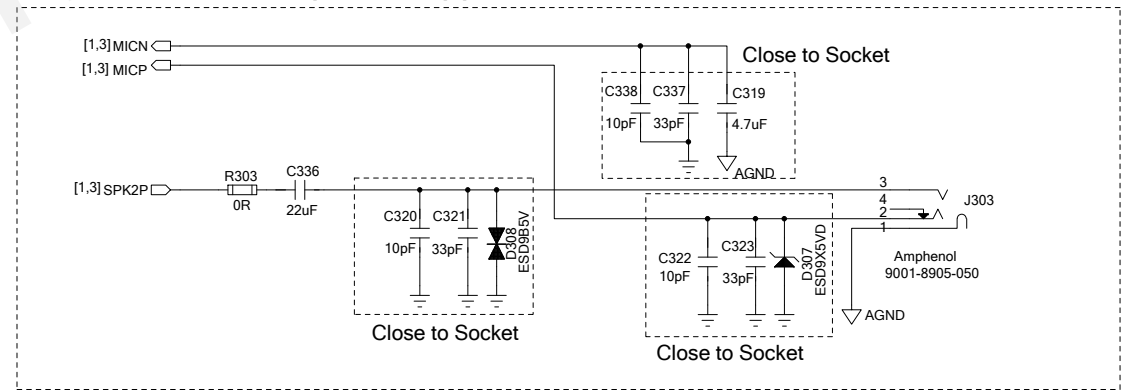 [1,3] MICN
[1,3] MICP
Close to Socket
C338
C337
C319
10pF
33pF
4.7uF
AGND
[1,3] SPK2P
R303
0R
C336
22uF
C320
10pF
C321
33pF
D308
ESD9B5V
Close to Socket
C322
10pF
C323
33pF
D307
ESD9X5VD
Close to Socket
3
4
2
1
J303
Amphenol
9001-8905-050
AGND